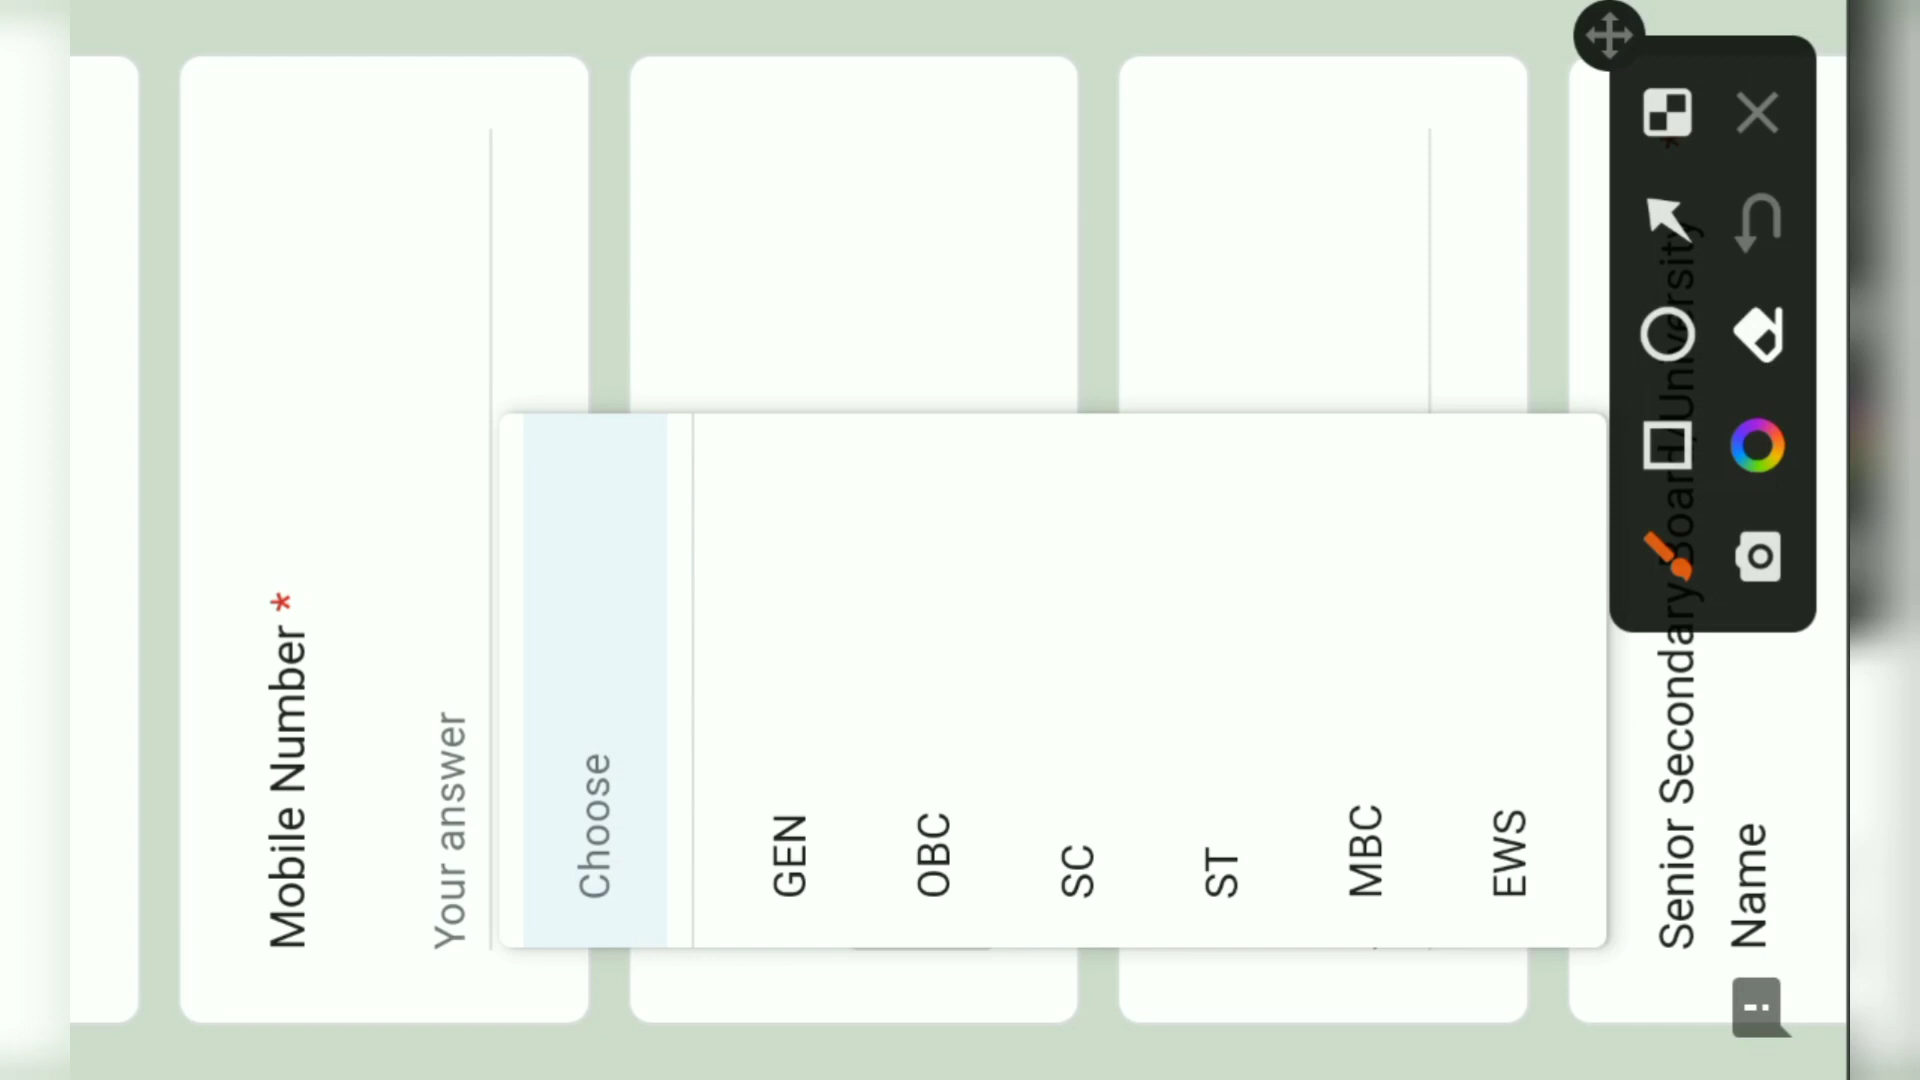 Mobile Number *
Your answer
Choose
GEN
OBC
SC
ST
MBC
EWS
Senior Secondary Board/University *
Name